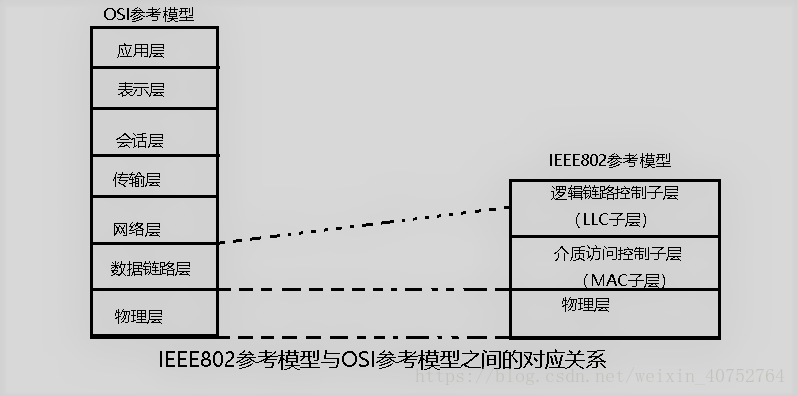 OSI参考模型
应用层
表示层
会话层
传输层
网络层
数据链路层
物理层
IEEE802参考模型
逻辑链路控制子层
（LLC子层）
介质访问控制子层
（MAC子层）
物理层
IEEE802参考模型与OSI参考模型之间的对应关系
https://blog.csdn.net/weixin_40752764